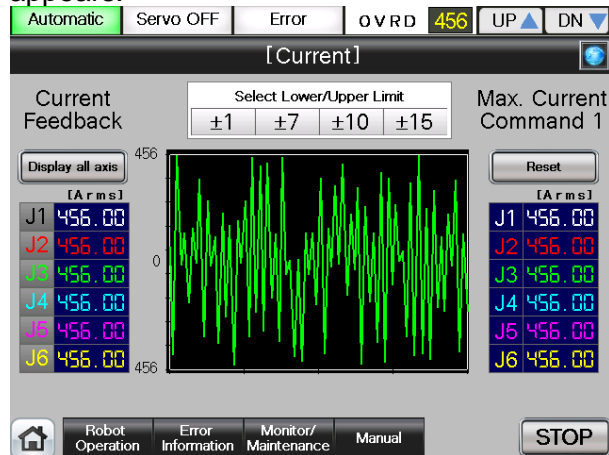 appears.
Automatic Servo OFF Error OVRD 456 UP DN
[Current]
Current Feedback
Select Lower/Upper Limit
±1 ±7 ±10 ±15
Max. Current Command 1
Display all axis
Reset
456
0
456
[Arms]
J1 456.00
J2 456.00
J3 456.00
J4 456.00
J5 456.00
J6 456.00
[Arms]
J1 456.00
J2 456.00
J3 456.00
J4 456.00
J5 456.00
J6 456.00
Robot Operation
Error Information
Monitor/ Maintenance
Manual
STOP